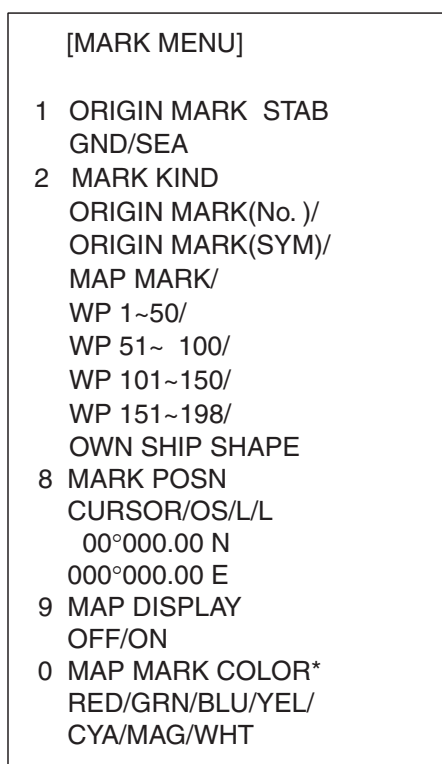 [MARK MENU]
1 ORIGIN MARK STAB
GND/SEA
2 MARK KIND
ORIGIN MARK(No. )/
ORIGIN MARK(SYM)/
MAP MARK/
WP 1~50/
WP 51~ 100/
WP 101~150/
WP 151~198/
OWN SHIP SHAPE
8 MARK POSN
CURSOR/OS/L/L
00°000.00 N
000°000.00 E
9 MAP DISPLAY
OFF/ON
0 MAP MARK COLOR*
RED/GRN/BLU/YEL/
CYA/MAG/WHT